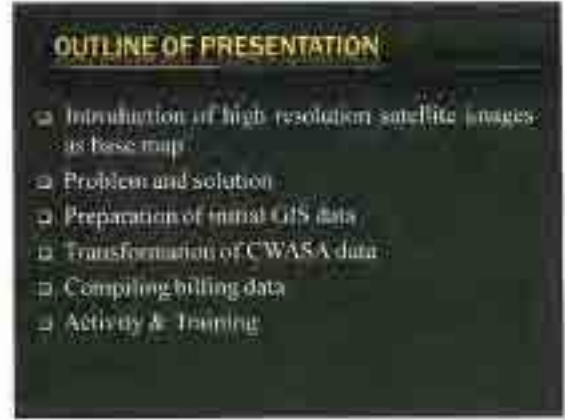 OUTLINE OF PRESENTATION
Introduction of high resolution satellite images
as base map
Problem and solution
Preparation of initial GIS data
Transformation of CWASA data
Compiling billing data
Activity & Training